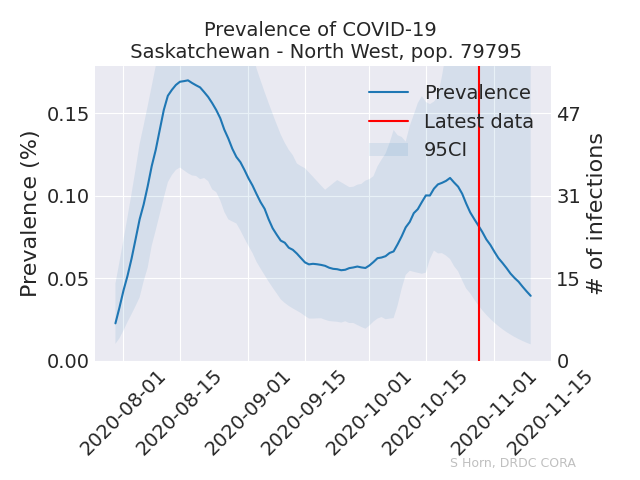 Prevalence of COVID-19
Saskatchewan - North West, pop. 79795
Prevalence (%)
0.15
0.10
0.05
0.00
Prevalence
Latest data
95CI
47
31
15
0
# of infections
2020-08-01
2020-08-15
2020-09-01
2020-09-15
2020-10-01
2020-10-15
2020-11-01
2020-11-15
S Horn, DRDC CORA